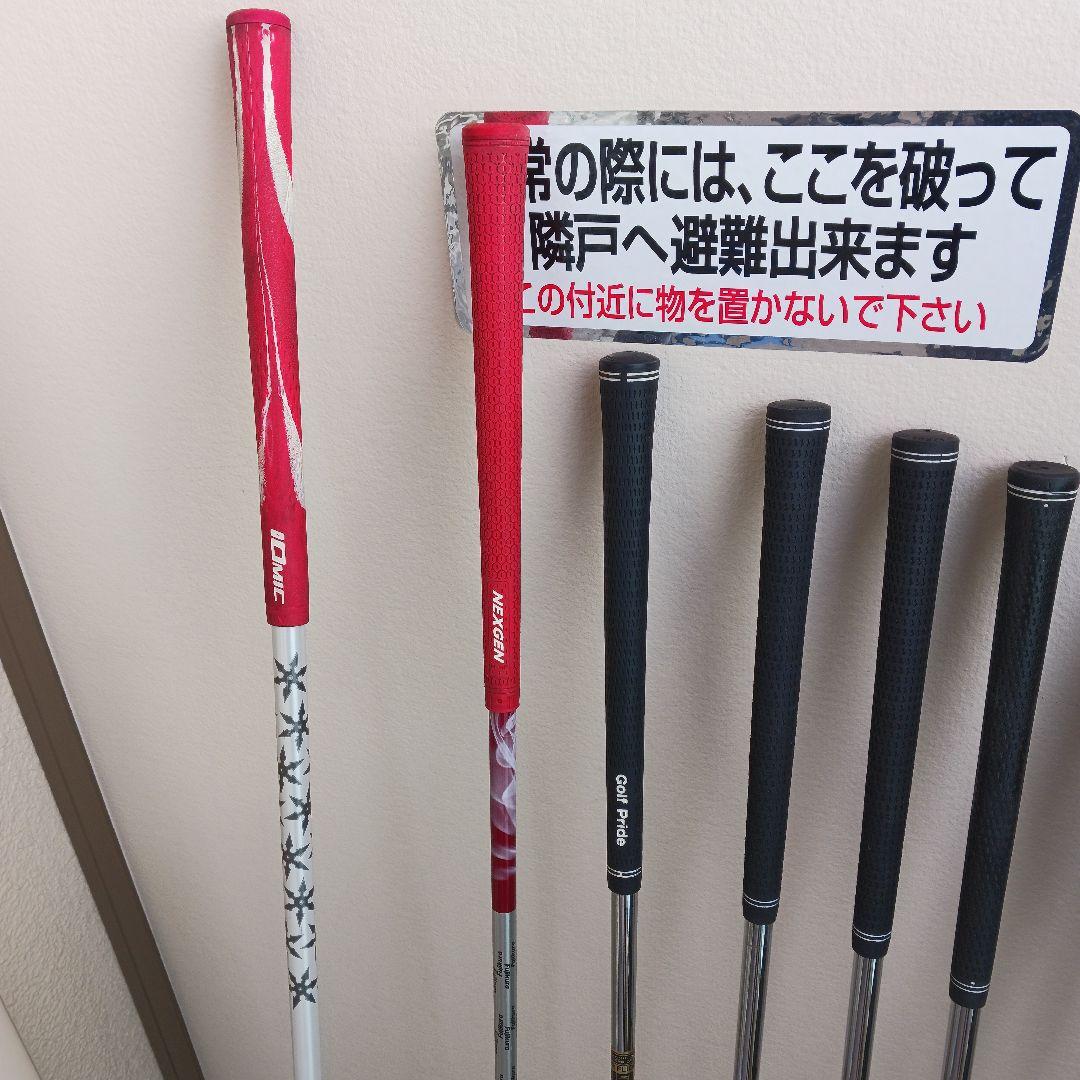 常の際には、ここを破って
隣戸へ避難出来ます
この付近に物を置かないで下さい
IOMIC
NEXGEN
Golf Pride
Fujikura